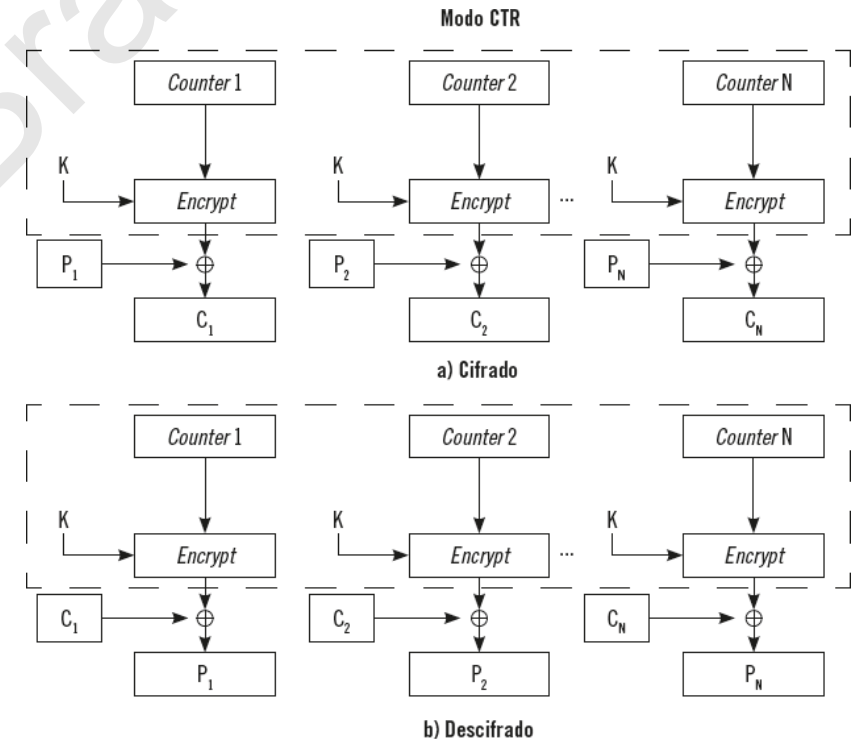 Modo CTR
Counter 1 Counter 2 Counter N
K K K
Encrypt Encrypt ... Encrypt
P1 P2 PN
C1 C2 CN
a) Cifrado
Counter 1 Counter 2 Counter N
K K K
Encrypt Encrypt ... Encrypt
C1 C2 CN
P1 P2 PN
b) Descifrado